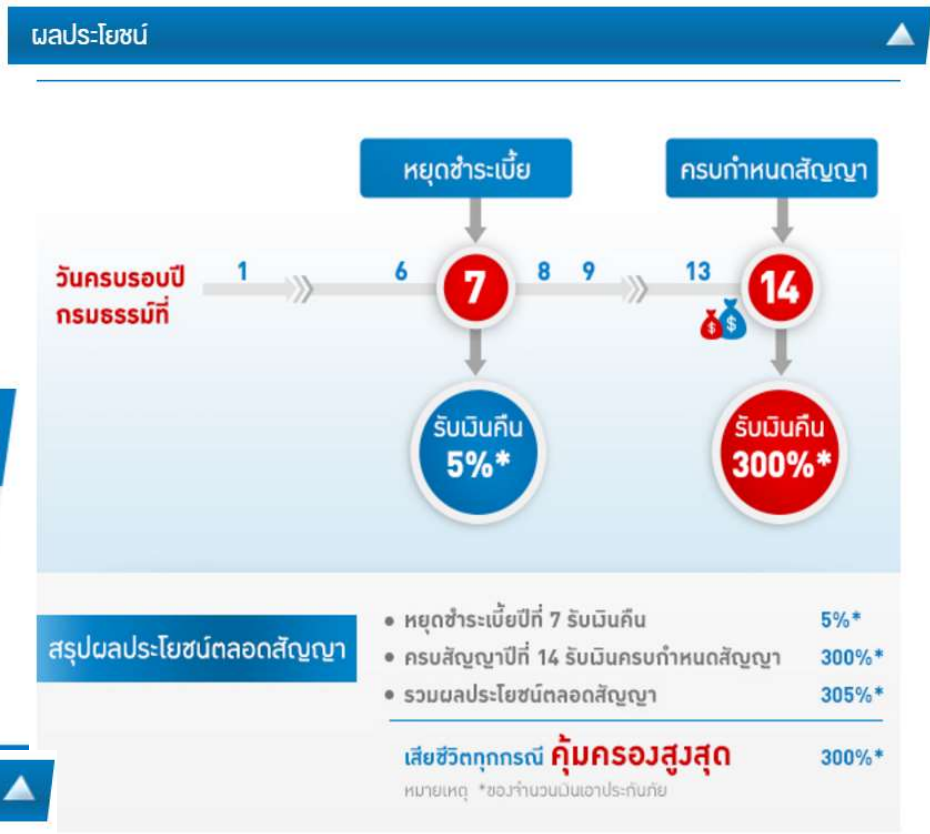 ผลประโยชน์
หยุดชำระเบี้ย
ครบกำหนดสัญญา
วันครบรอบปี
กรมธรรม์ที่
1 6 7 8 9 13 14
$ $
รับเงินคืน
5%*
รับเงินคืน
300%*
สรุปผลประโยชน์ตลอดสัญญา
• หยุดชำระเบี้ยปีที่ 7 รับเงินคืน 5%*
• ครบสัญญาปีที่ 14 รับเงินครบกำหนดสัญญา 300%*
• รวมผลประโยชน์ตลอดสัญญา 305%*
เสียชีวิตทุกกรณี คุ้มครองสูงสุด 300%*
หมายเหตุ *ของจำนวนเงินเอาประกันภัย